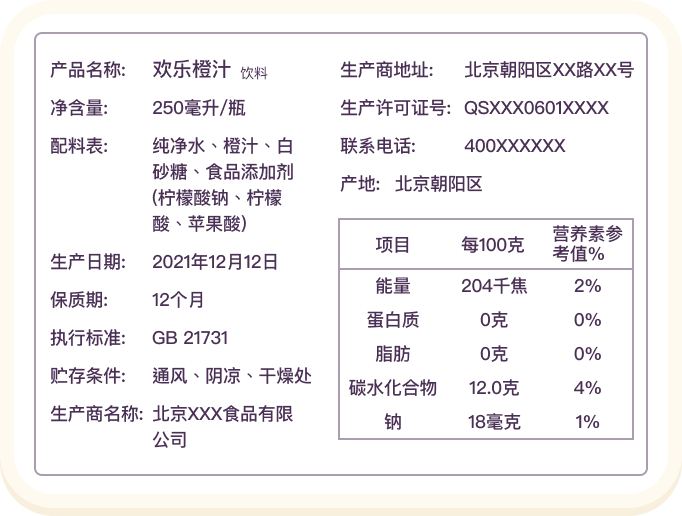 产品名称: 欢乐橙汁 饮料
净含量: 250毫升/瓶
配料表: 纯净水、橙汁、白
砂糖、食品添加剂
(柠檬酸钠、柠檬
酸、苹果酸)
生产日期: 2021年12月12日
保质期: 12个月
执行标准: GB 21731
贮存条件: 通风、阴凉、干燥处
生产商名称: 北京XXX食品有限
公司
生产商地址: 北京朝阳区XX路XX号
生产许可证号: QSXXX0601XXXX
联系电话: 400XXXXXX
产地: 北京朝阳区
项目 每100克 营养素参
考值%
能量 204千焦 2%
蛋白质 0克 0%
脂肪 0克 0%
碳水化合物 12.0克 4%
钠 18毫克 1%